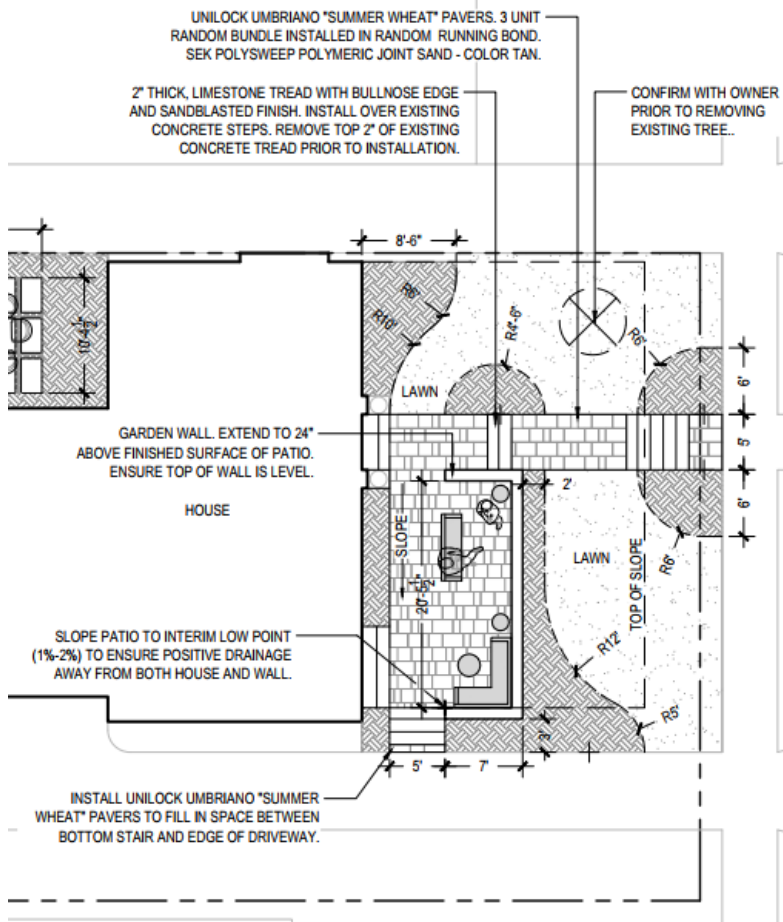 UNILOCK UMBRIANO "SUMMER WHEAT" PAVERS. 3 UNIT
RANDOM BUNDLE INSTALLED IN RANDOM RUNNING BOND.
SEK POLYSWEEP POLYMERIC JOINT SAND - COLOR TAN.
2" THICK, LIMESTONE TREAD WITH BULLNOSE EDGE
AND SANDBLASTED FINISH. INSTALL OVER EXISTING
CONCRETE STEPS. REMOVE TOP 2" OF EXISTING
CONCRETE TREAD PRIOR TO INSTALLATION.
CONFIRM WITH OWNER
PRIOR TO REMOVING
EXISTING TREE..
8'-6"
R6'
R10'
R4'-6"
R6'
10'-4½"
6'
LAWN
5'
GARDEN WALL. EXTEND TO 24"
ABOVE FINISHED SURFACE OF PATIO.
ENSURE TOP OF WALL IS LEVEL.
2'
6'
HOUSE
SLOPE
20'-5½"
LAWN
TOP OF SLOPE
R6'
SLOPE PATIO TO INTERIM LOW POINT
(1%-2%) TO ENSURE POSITIVE DRAINAGE
AWAY FROM BOTH HOUSE AND WALL.
R12'
R5'
3'
5'
7'
INSTALL UNILOCK UMBRIANO "SUMMER
WHEAT" PAVERS TO FILL IN SPACE BETWEEN
BOTTOM STAIR AND EDGE OF DRIVEWAY.